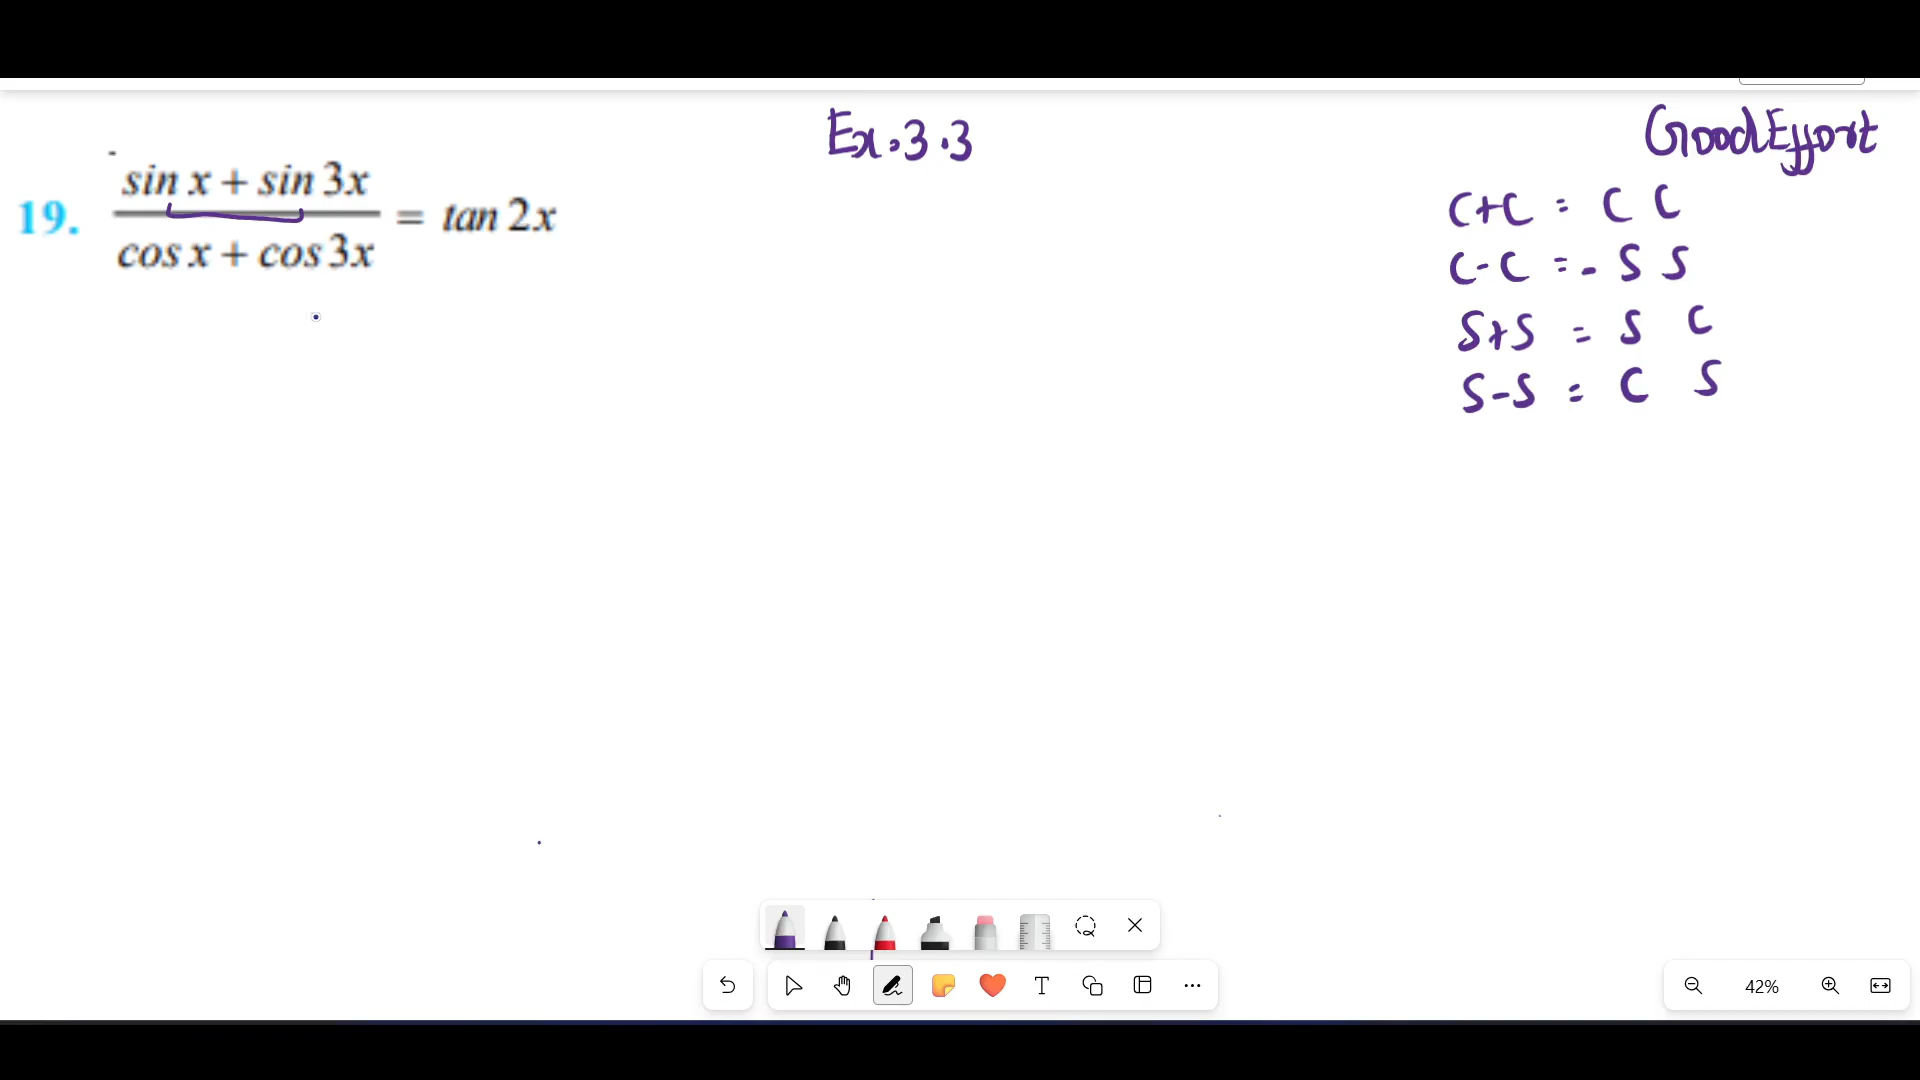 Ex.3.3
GoodEffort
19. sin x + sin 3x / cos x + cos 3x = tan 2x
C+C = C C
C-C = - S S
S+S = S C
S-S = C S
T
42%